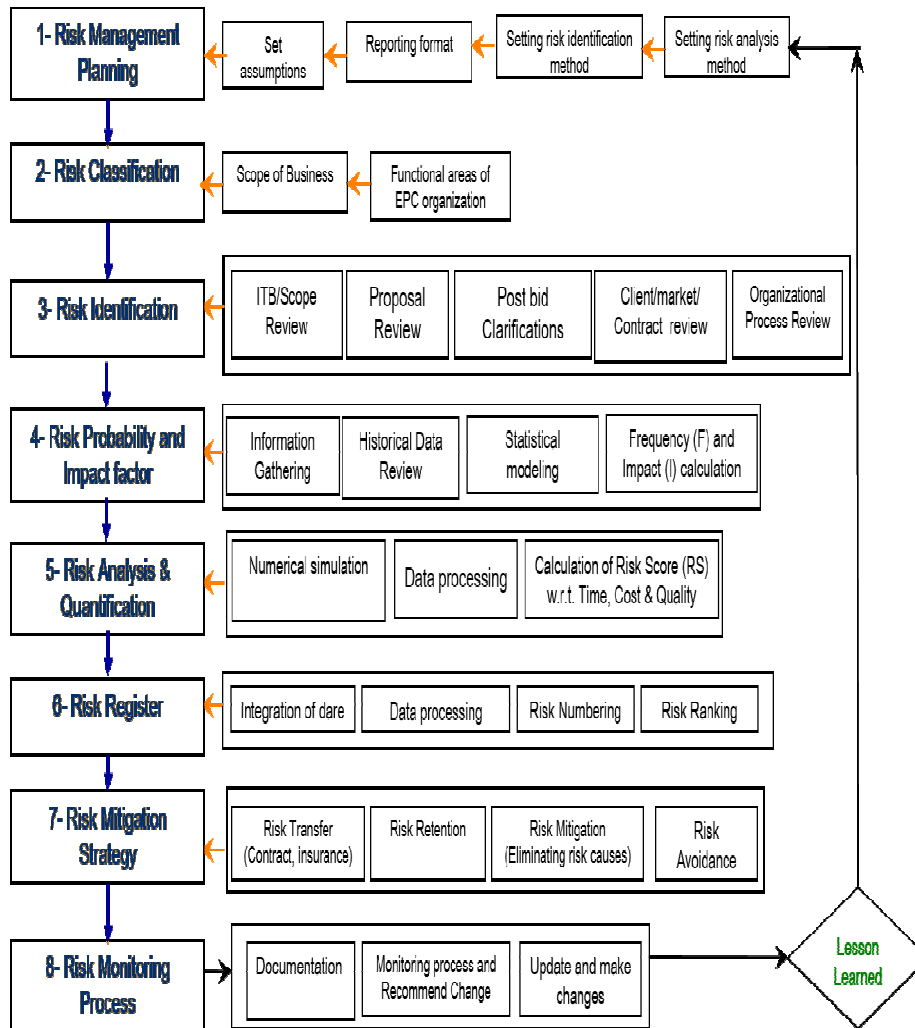 1- Risk Management
Planning
Set
assumptions
Reporting format
Setting risk identification
method
Setting risk analysis
method
2- Risk Classification
Scope of Business
Functional areas of
EPC organization
3- Risk Identification
ITB/Scope
Review
Proposal
Review
Post bid
Clarifications
Client/market/
Contract review
Organizational
Process Review
4- Risk Probability and
Impact factor
Information
Gathering
Historical Data
Review
Statistical
modeling
Frequency (F) and
Impact (I) calculation
5- Risk Analysis &
Quantification
Numerical simulation
Data processing
Calculation of Risk Score (RS)
w.r.t. Time, Cost & Quality
6- Risk Register
Integration of dare
Data processing
Risk Numbering
Risk Ranking
7- Risk Mitigation
Strategy
Risk Transfer
(Contract, insurance)
Risk Retention
Risk Mitigation
(Eliminating risk causes)
Risk
Avoidance
8- Risk Monitoring
Process
Documentation
Monitoring process and
Recommend Change
Update and make
changes
Lesson
Learned